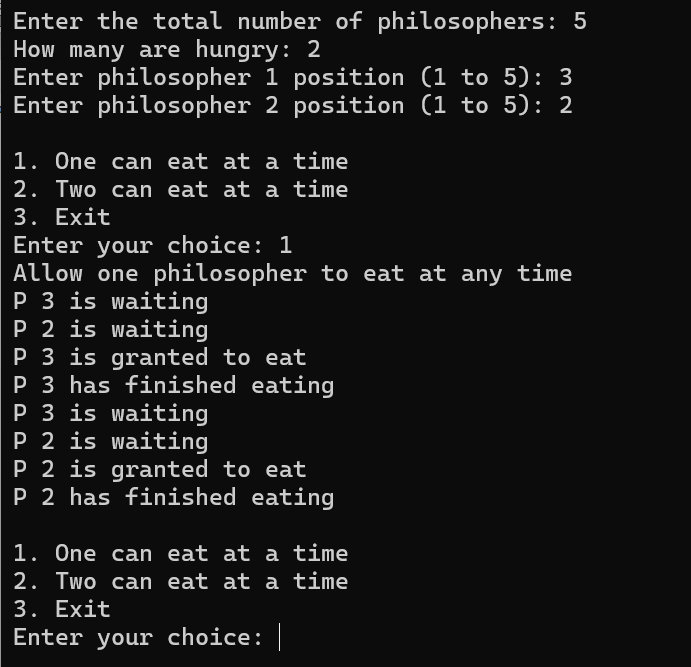 Enter the total number of philosophers: 5
How many are hungry: 2
Enter philosopher 1 position (1 to 5): 3
Enter philosopher 2 position (1 to 5): 2
1. One can eat at a time
2. Two can eat at a time
3. Exit
Enter your choice: 1
Allow one philosopher to eat at any time
P 3 is waiting
P 2 is waiting
P 3 is granted to eat
P 3 has finished eating
P 3 is waiting
P 2 is waiting
P 2 is granted to eat
P 2 has finished eating
1. One can eat at a time
2. Two can eat at a time
3. Exit
Enter your choice: